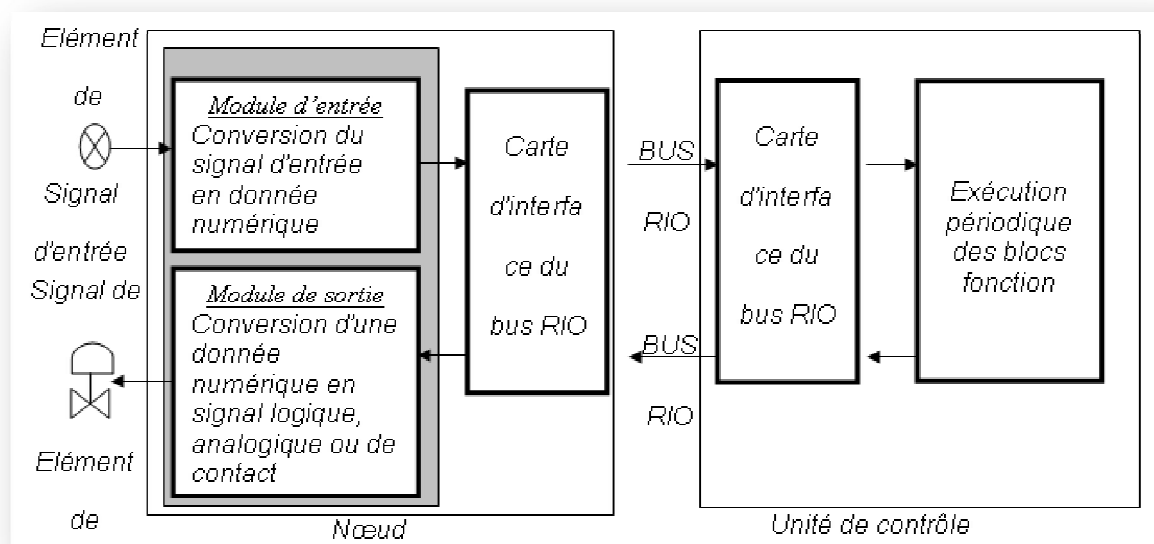 Elément
de
Signal
d'entrée
Signal de
Elément
de
Module d'entrée
Conversion du
signal d'entrée
en donnée
numérique
Module de sortie
Conversion d'une
donnée
numérique en
signal logique,
analogique ou de
contact
Carte
d'interfa
ce du
bus RIO
Nœud
BUS
RIO
BUS
RIO
Carte
d'interfa
ce du
bus RIO
Exécution
périodique
des blocs
fonction
Unité de contrôle